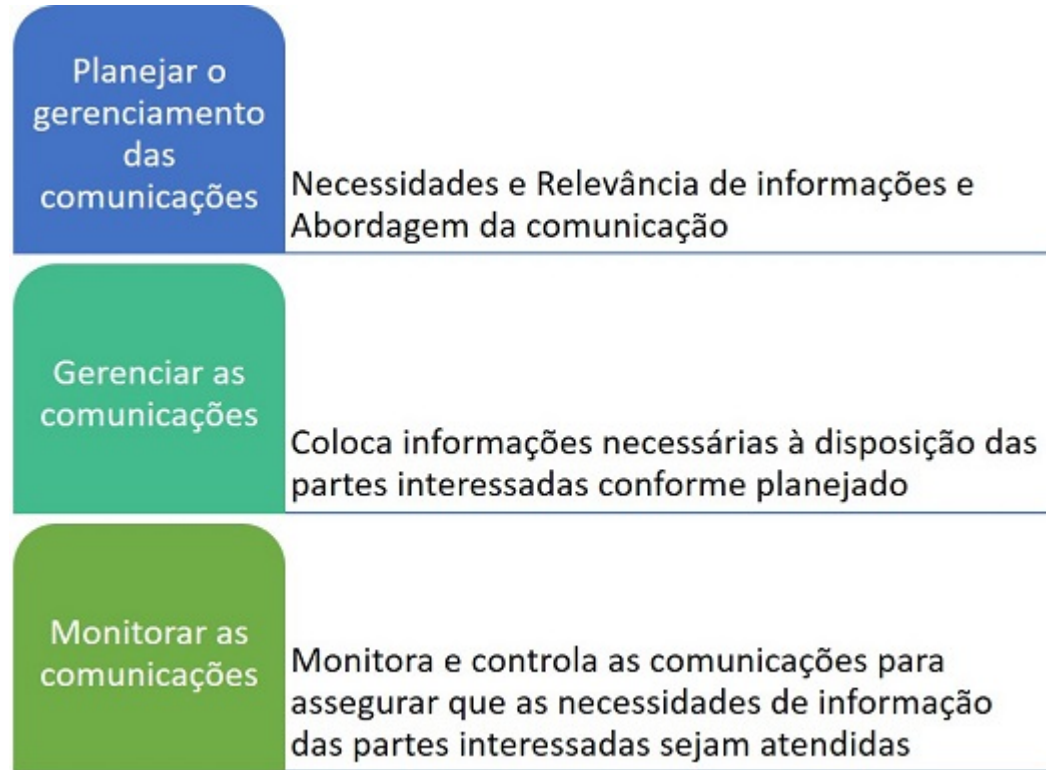 Planejar o
gerenciamento
das
comunicações
Necessidades e Relevância de informações e
Abordagem da comunicação
Gerenciar as
comunicações
Coloca informações necessárias à disposição das
partes interessadas conforme planejado
Monitorar as
comunicações
Monitora e controla as comunicações para
assegurar que as necessidades de informação
das partes interessadas sejam atendidas